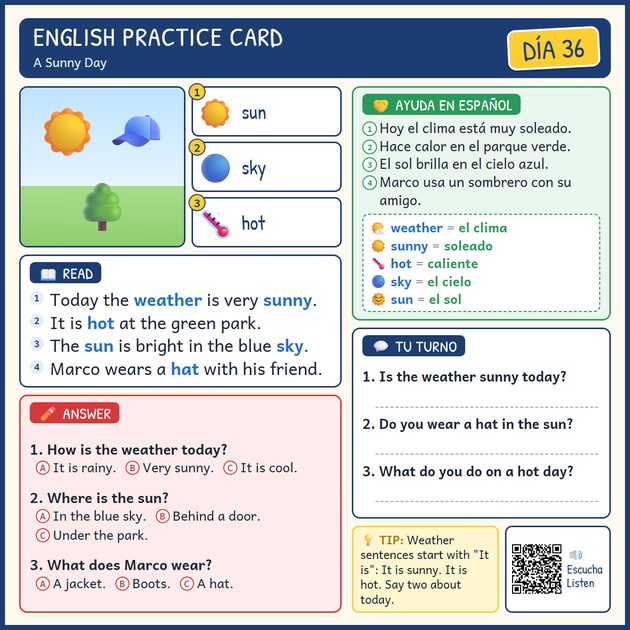 ENGLISH PRACTICE CARD
A Sunny Day
DÍA 36
1 sun
2 sky
3 hot
READ
1 Today the weather is very sunny.
2 It is hot at the green park.
3 The sun is bright in the blue sky.
4 Marco wears a hat with his friend.
ANSWER
1. How is the weather today?
A It is rainy. B Very sunny. C It is cool.
2. Where is the sun?
A In the blue sky. B Behind a door.
C Under the park.
3. What does Marco wear?
A A jacket. B Boots. C A hat.
AYUDA EN ESPAÑOL
1 Hoy el clima está muy soleado.
2 Hace calor en el parque verde.
3 El sol brilla en el cielo azul.
4 Marco usa un sombrero con su
amigo.
weather = el clima
sunny = soleado
hot = caliente
sky = el cielo
sun = el sol
TU TURNO
1. Is the weather sunny today?
2. Do you wear a hat in the sun?
3. What do you do on a hot day?
TIP: Weather
sentences start with "It
is": It is sunny. It is
hot. Say two about
today.
Escucha
Listen